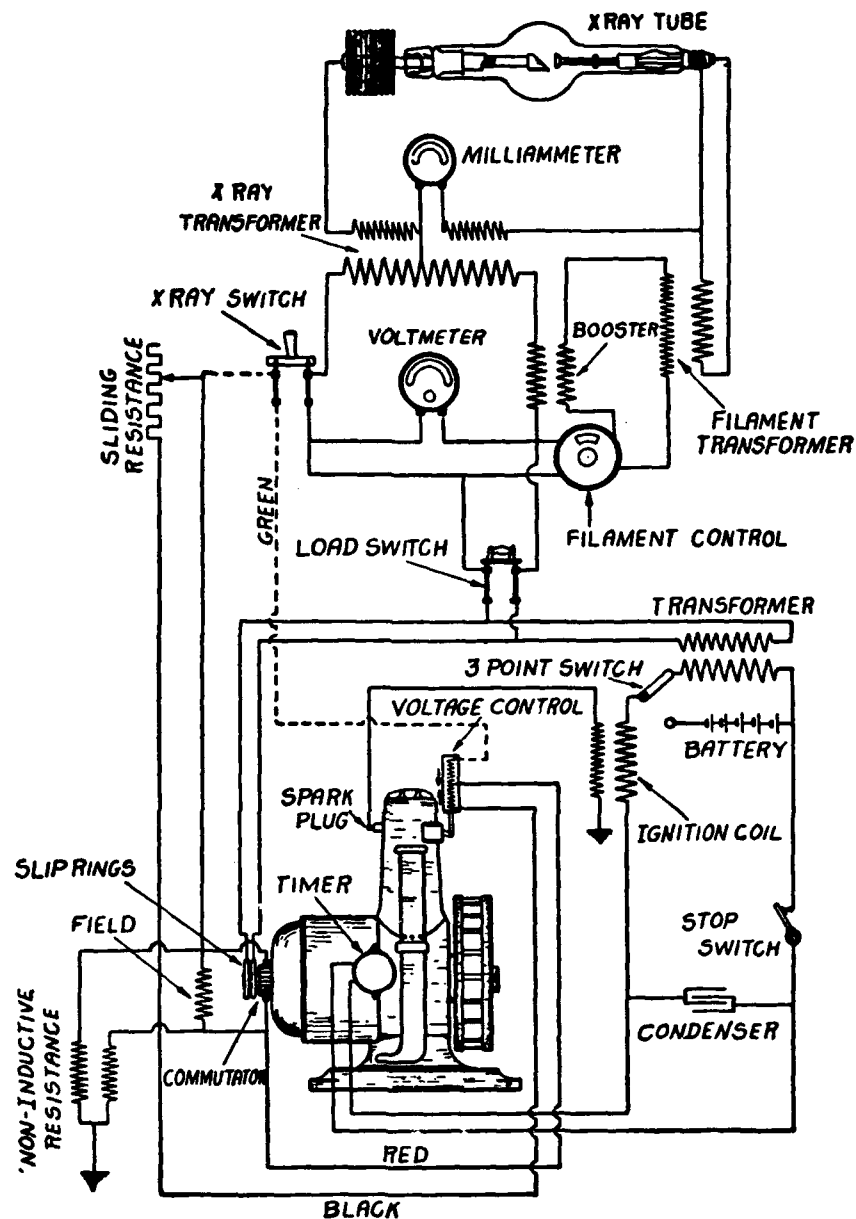 X RAY TUBE
MILLIAMMETER
X RAY
TRANSFORMER
X RAY SWITCH
VOLTMETER
BOOSTER
SLIDING
RESISTANCE
FILAMENT
TRANSFORMER
GREEN
LOAD SWITCH
FILAMENT CONTROL
TRANSFORMER
3 POINT SWITCH
VOLTAGE CONTROL
BATTERY
SPARK
PLUG
IGNITION COIL
SLIP RINGS
TIMER
FIELD
STOP
SWITCH
'NON-INDUCTIVE
RESISTANCE
CONDENSER
COMMUTATOR
RED
BLACK